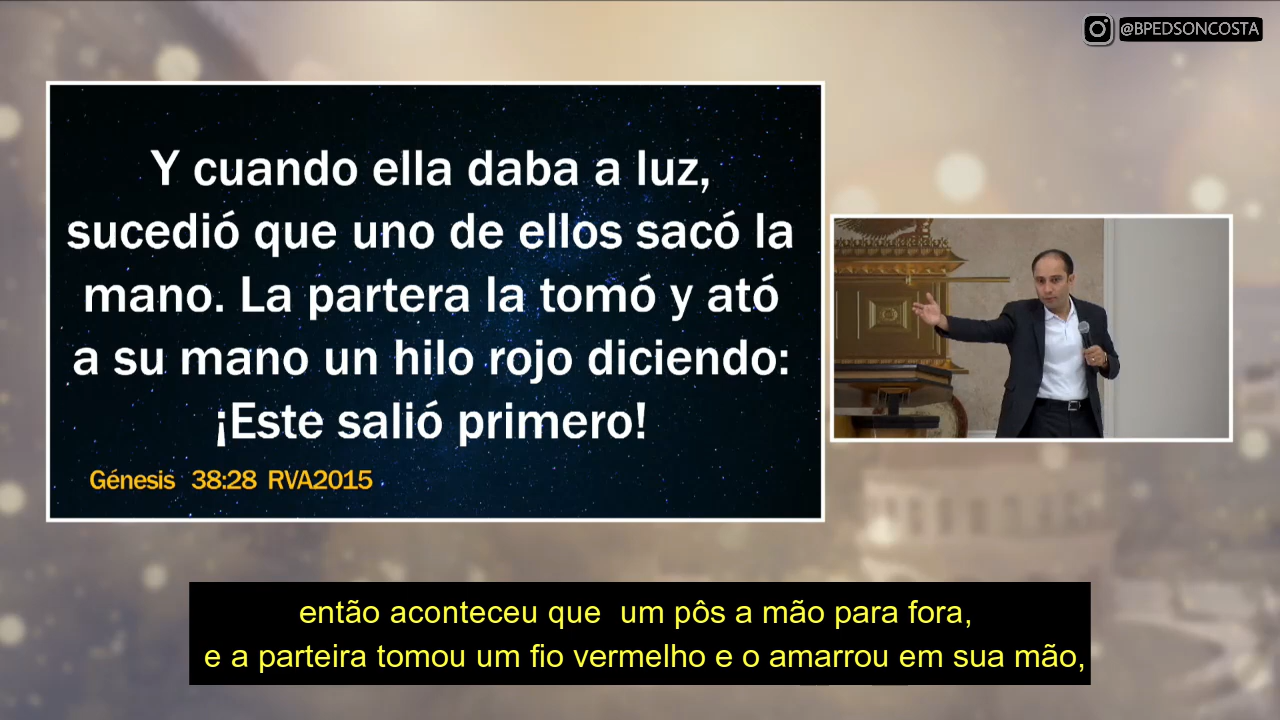 @BPEDSONCOSTA
Y cuando ella daba a luz,
sucedió que uno de ellos sacó la
mano. La partera la tomó y ató
a su mano un hilo rojo diciendo:
¡Este salió primero!
Génesis 38:28 RVA2015
então aconteceu que um pôs a mão para fora,
e a parteira tomou um fio vermelho e o amarrou em sua mão,